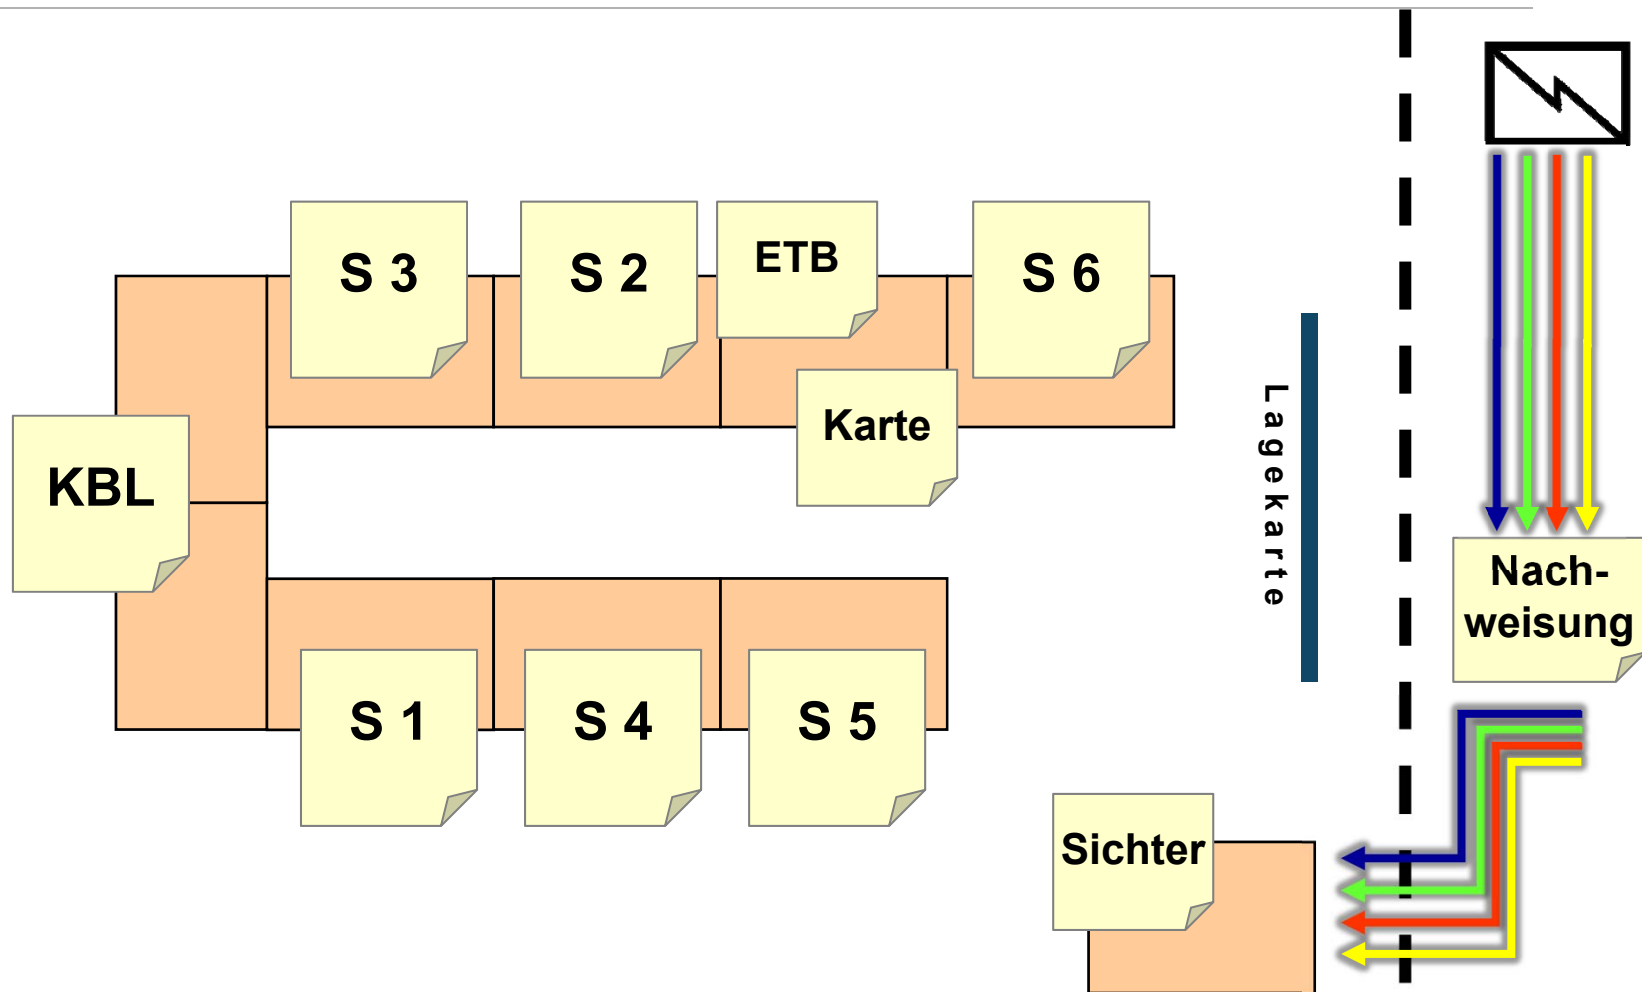 S 3
S 2
ETB
S 6
Karte
KBL
Lagekarte
Nach-
weisung
S 1
S 4
S 5
Sichter